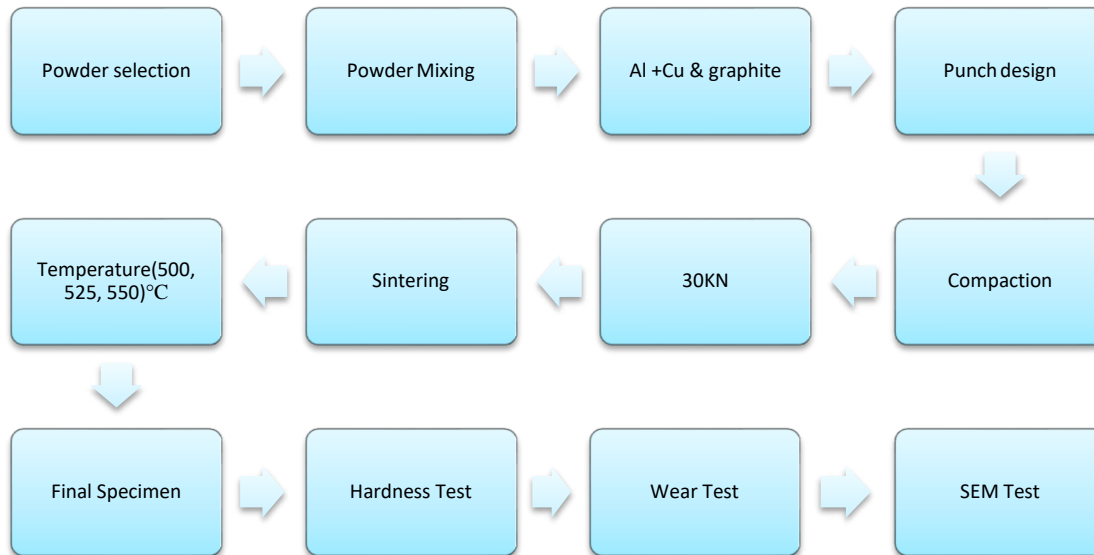 Powder selection
Powder Mixing
Al +Cu & graphite
Punch design
Compaction
30KN
Sintering
Temperature(500,
525, 550)℃
Final Specimen
Hardness Test
Wear Test
SEM Test